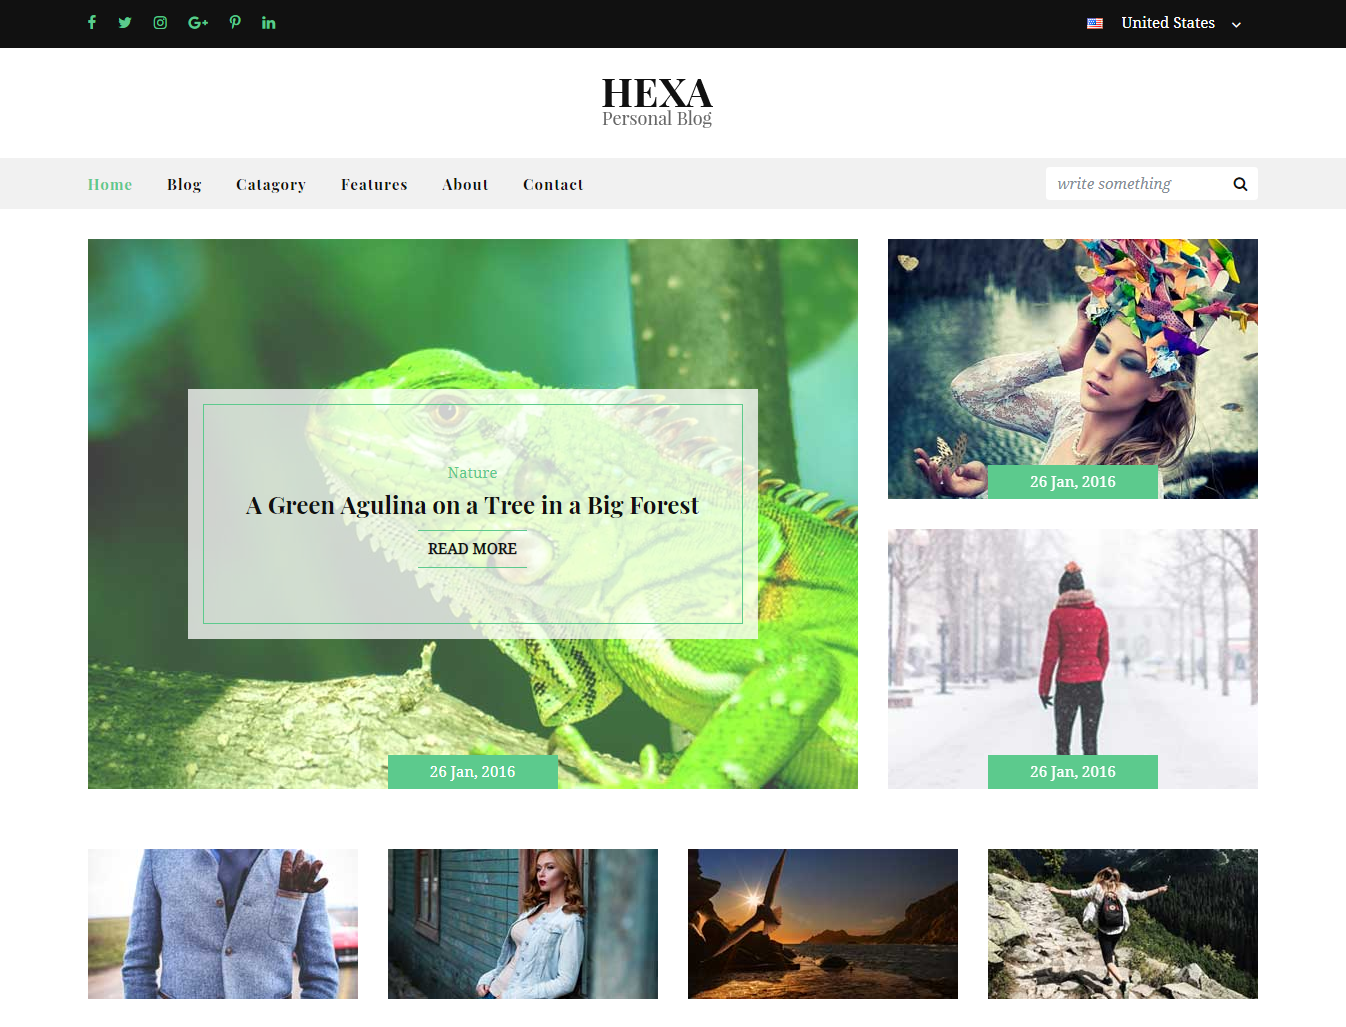 United States
HEXA
Personal Blog
Home Blog Catagory Features About Contact
write something
Nature
A Green Agulina on a Tree in a Big Forest
READ MORE
26 Jan, 2016
26 Jan, 2016
26 Jan, 2016